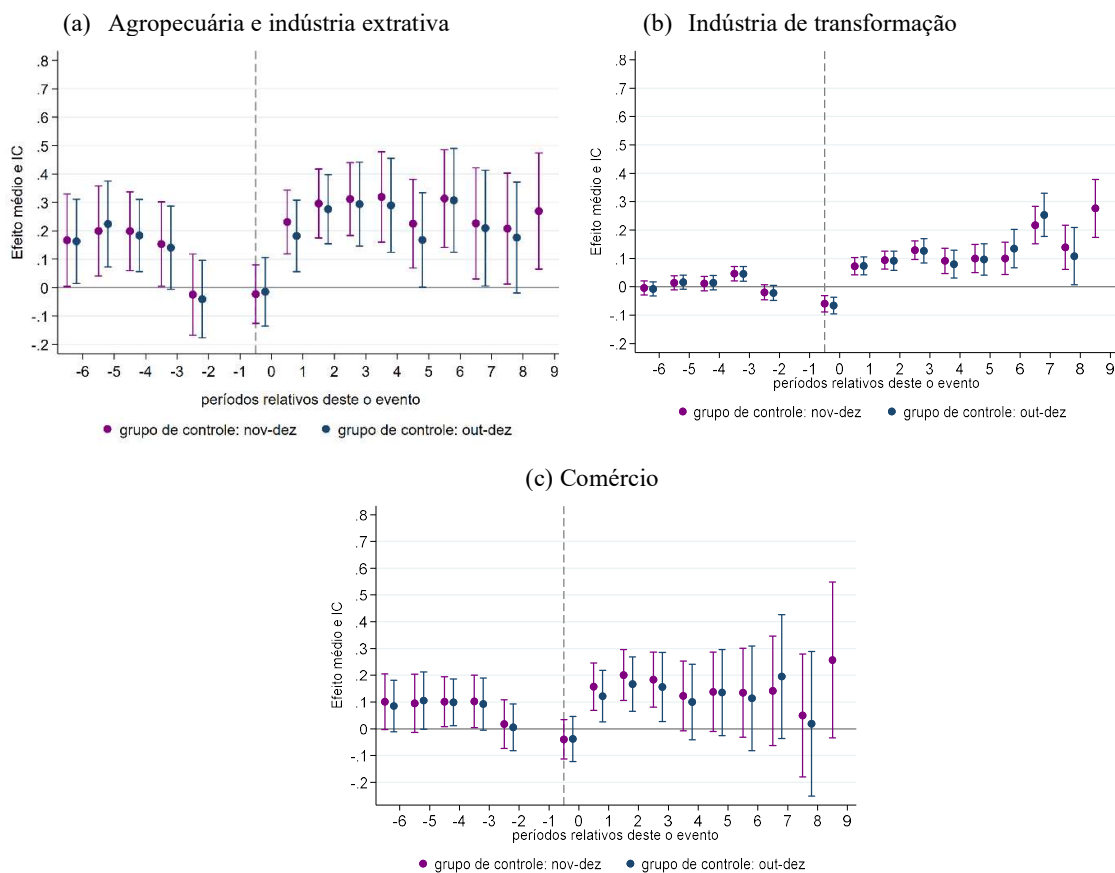 (a) Agropecuária e indústria extrativa
Efeito médio e IC
.8
.7
.6
.5
.4
.3
.2
.1
0
-.1
-.2
-6 -5 -4 -3 -2 -1 0 1 2 3 4 5 6 7 8 9
períodos relativos deste o evento
grupo de controle: nov-dez grupo de controle: out-dez
(b) Indústria de transformação
Efeito médio e IC
.8
.7
.6
.5
.4
.3
.2
.1
0
-.1
-.2
-6 -5 -4 -3 -2 -1 0 1 2 3 4 5 6 7 8 9
períodos relativos deste o evento
grupo de controle: nov-dez grupo de controle: out-dez
(c) Comércio
Efeito médio e IC
.8
.7
.6
.5
.4
.3
.2
.1
0
-.1
-.2
-6 -5 -4 -3 -2 -1 0 1 2 3 4 5 6 7 8 9
períodos relativos deste o evento
grupo de controle: nov-dez grupo de controle: out-dez